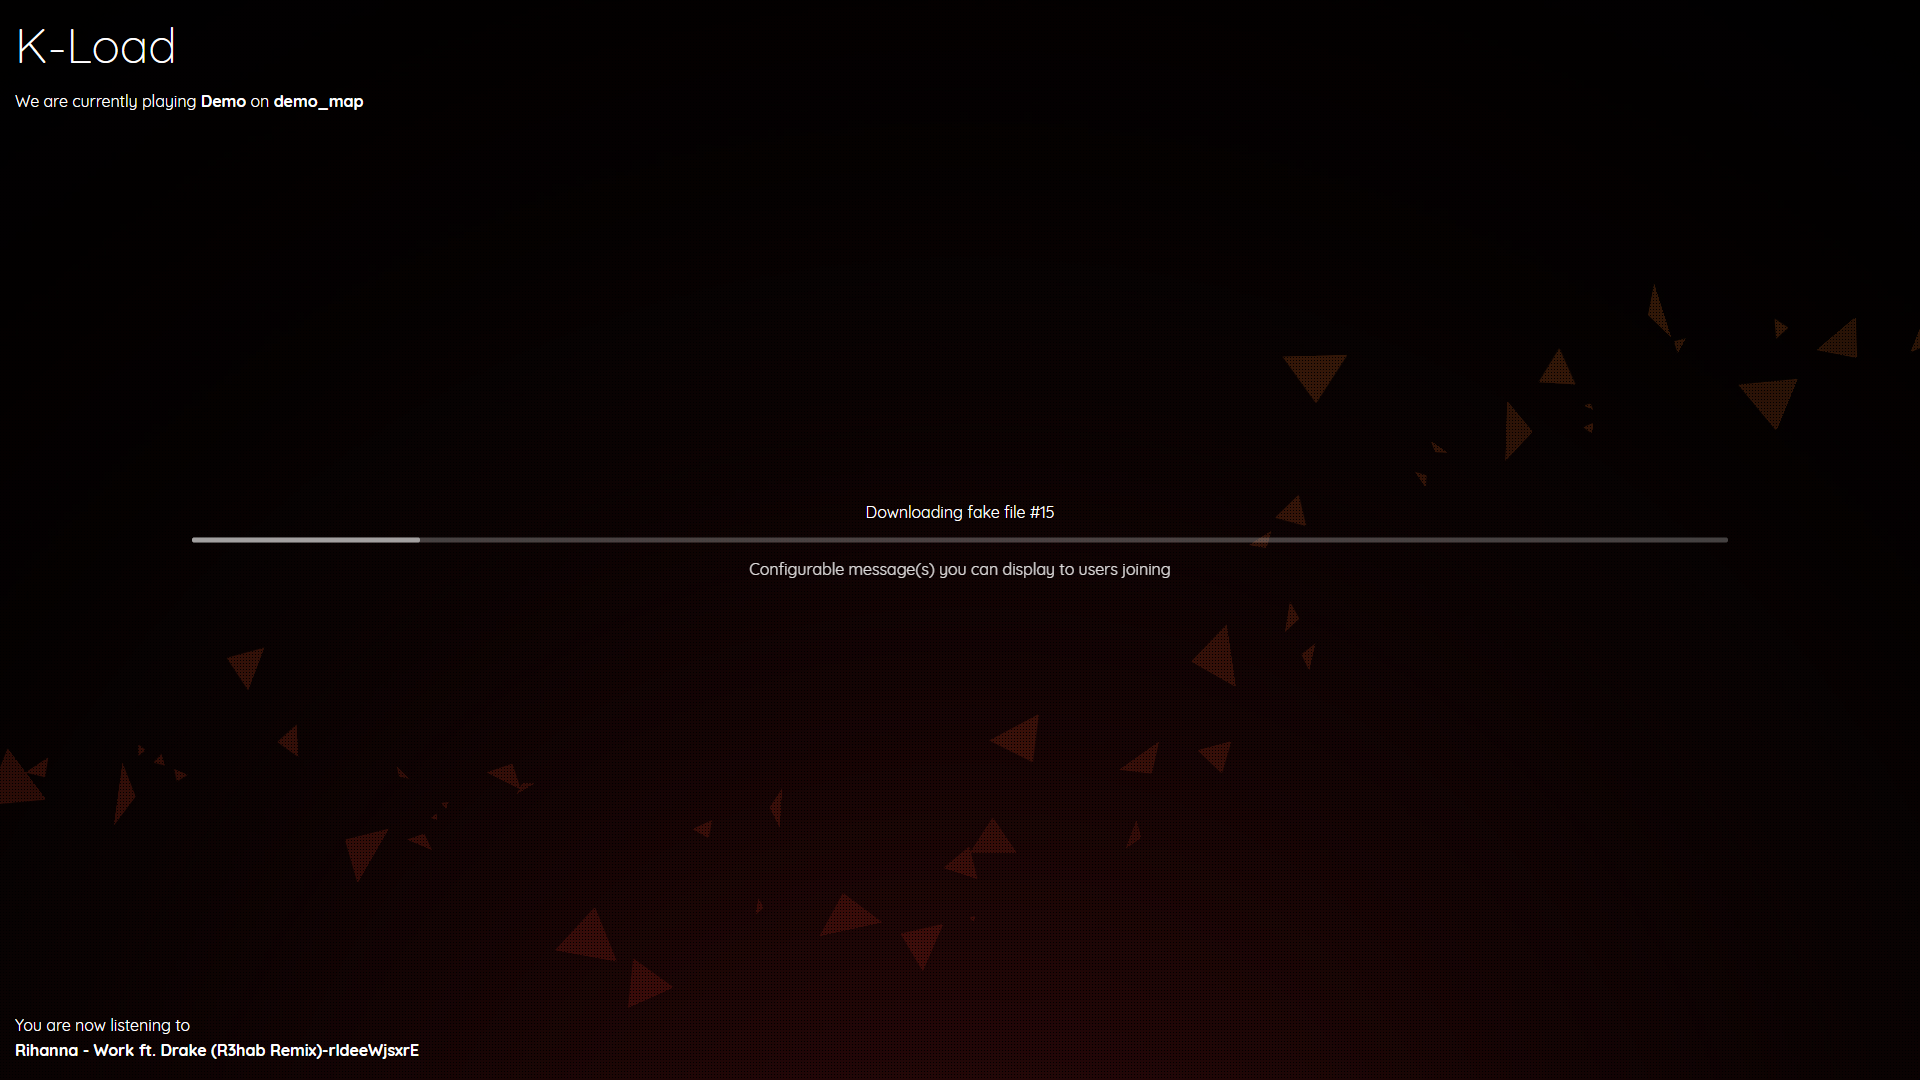 K-Load
We are currently playing Demo on demo_map
Downloading fake file #15
Configurable message(s) you can display to users joining
You are now listening to
Rihanna - Work ft. Drake (R3hab Remix)-rIdeeWjsxrE